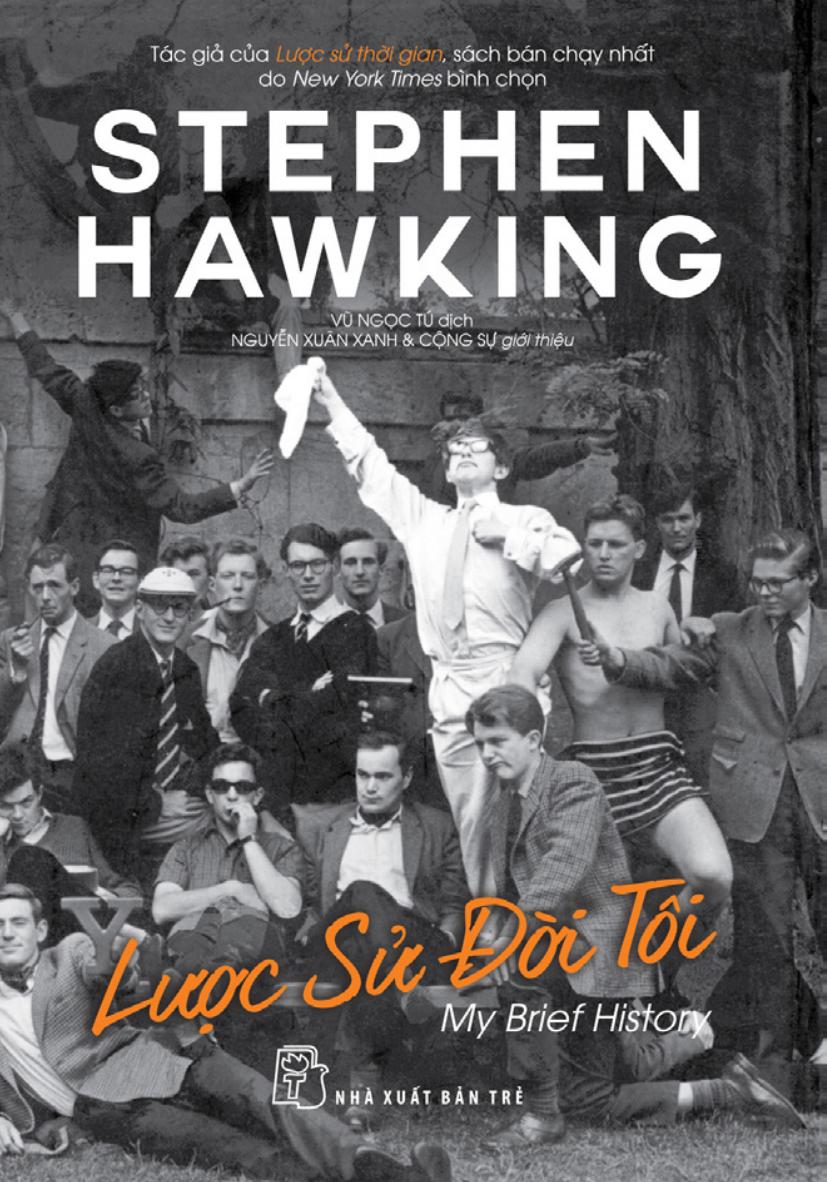 Tác giả của Lược sử thời gian, sách bán chạy nhất
do New York Times bình chọn
STEPHEN
HAWKING
VŨ NGỌC TÚ dịch
NGUYỄN XUÂN XANH & CỘNG SỰ giới thiệu
Lược Sử Đời Tôi
My Brief History
T
NHÀ XUẤT BẢN TRẺ